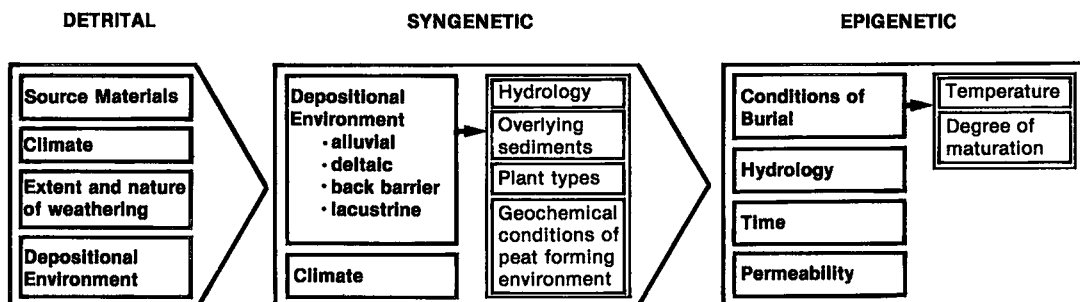 DETRITAL
Source Materials
Climate
Extent and nature
of weathering
Depositional
Environment
SYNGENETIC
Depositional
Environment
• alluvial
• deltaic
• back barrier
• lacustrine
Climate
Hydrology
Overlying
sediments
Plant types
Geochemical
conditions of
peat forming
environment
EPIGENETIC
Conditions of
Burial
Hydrology
Time
Permeability
Temperature
Degree of
maturation